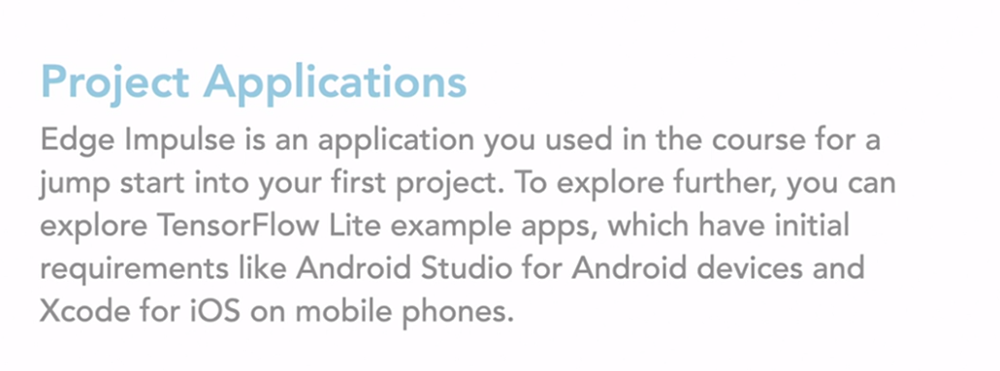 Project Applications
Edge Impulse is an application you used in the course for a
jump start into your first project. To explore further, you can
explore TensorFlow Lite example apps, which have initial
requirements like Android Studio for Android devices and
Xcode for iOS on mobile phones.